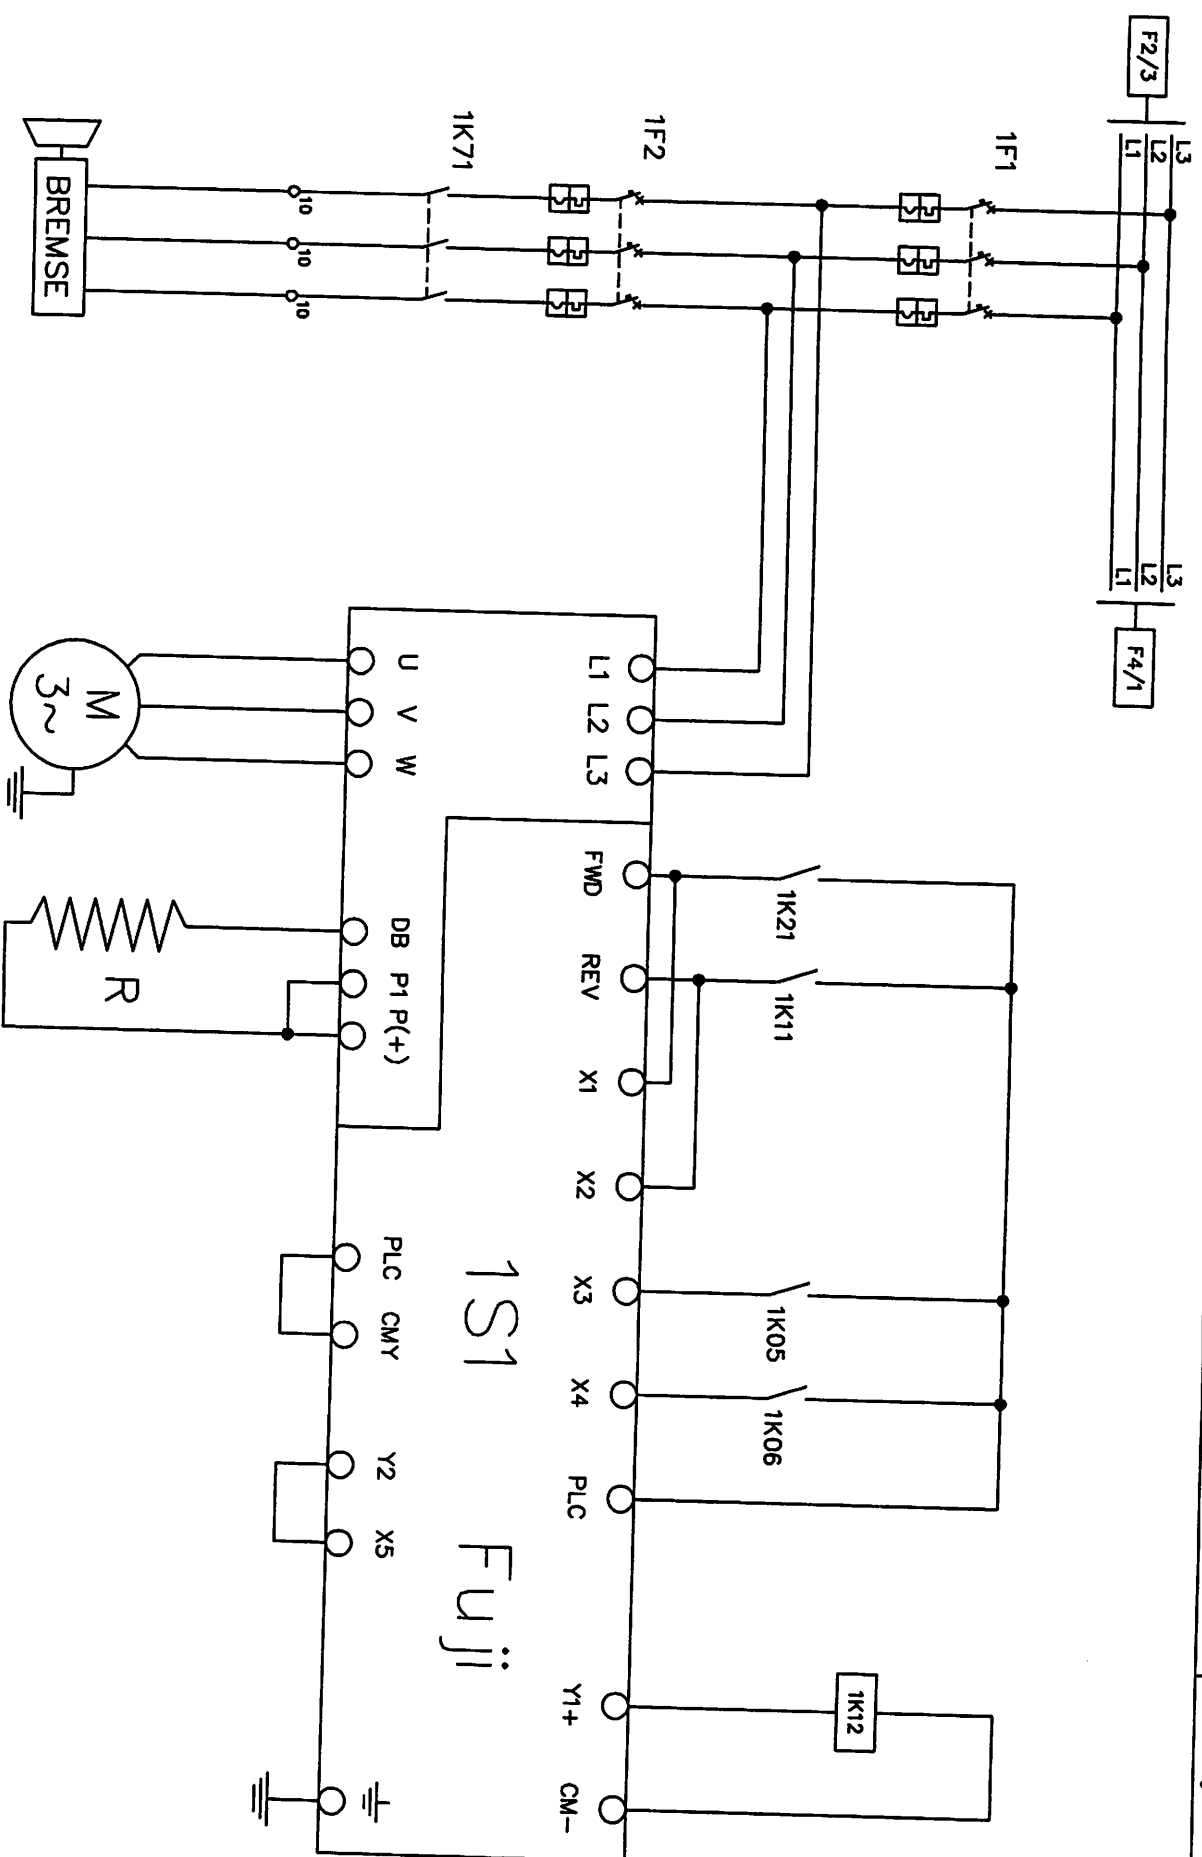 F2/3
L3
L2
L1
L3
L2
L1
F4/1
1F1
1F2
1K71
10
10
10
BREMSE
L1 L2 L3
FWD REV X1 X2 X3 X4 PLC Y1+ CM-
1K21
1K11
1K05
1K06
1K12
1S1 Fuji
U V W
DB P1 P(+)
PLC CMY
Y2 X5
M
3~
R